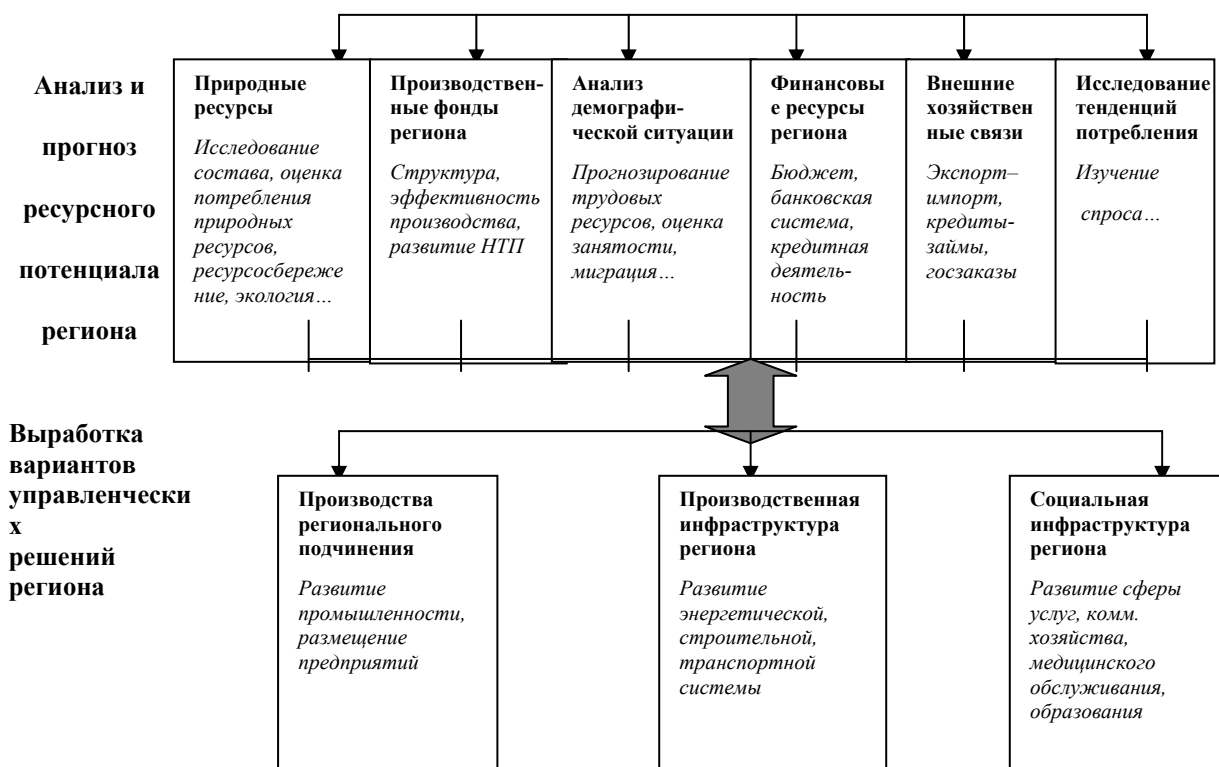 Анализ и
прогноз
ресурсного
потенциала
региона
Природные
ресурсы
Исследование
состава, оценка
потребления
природных
ресурсов,
ресурсосбереже
ние, экология…
Производствен-
ные фонды
региона
Структура,
эффективность
производства,
развитие НТП
Анализ
демографи-
ческой ситуации
Прогнозирование
трудовых
ресурсов, оценка
занятости,
миграция…
Финансовы
е ресурсы
региона
Бюджет,
банковская
система,
кредитная
деятель-
ность
Внешние
хозяйствен
ные связи
Экспорт–
импорт,
кредиты-
займы,
госзаказы
Исследование
тенденций
потребления
Изучение
спроса…
Выработка
вариантов
управленчески
х
решений
региона
Производства
регионального
подчинения
Развитие
промышленности,
размещение
предприятий
Производственная
инфраструктура
региона
Развитие
энергетической,
строительной,
транспортной
системы
Социальная
инфраструктура
региона
Развитие сферы
услуг, комм.
хозяйства,
медицинского
обслуживания,
образования